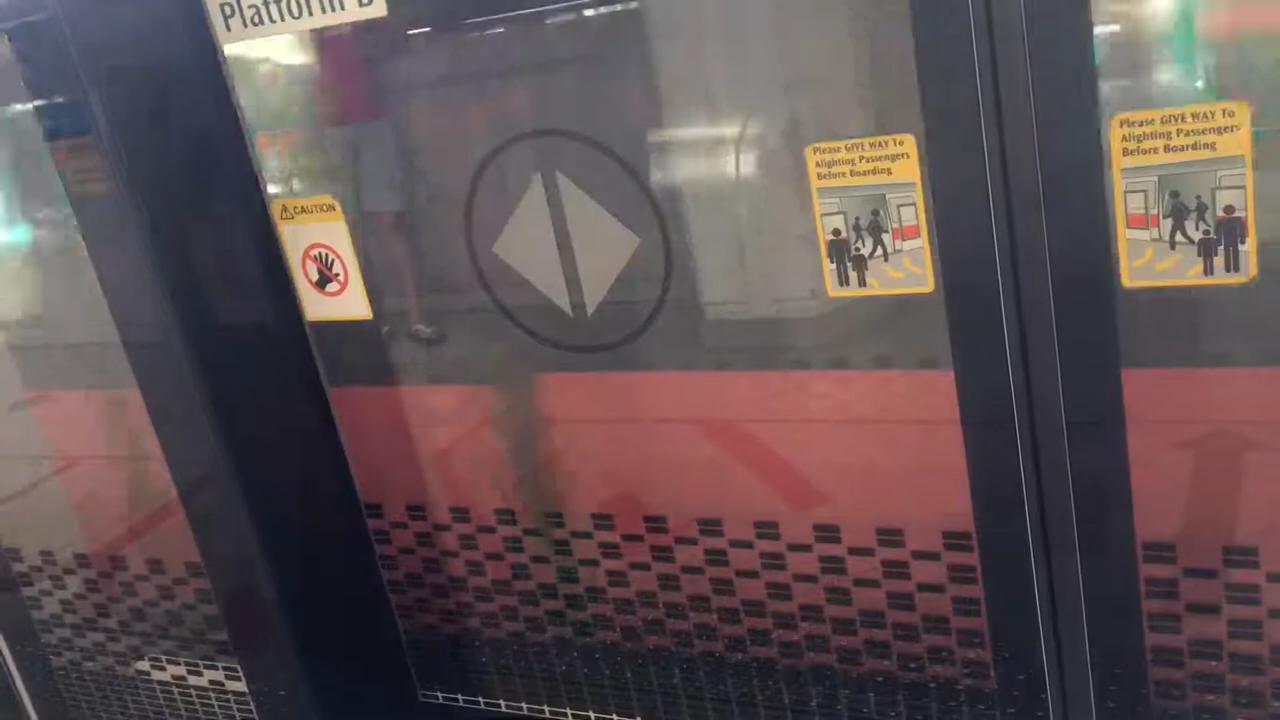 Platform B
CAUTION
Please GIVE WAY To
Alighting Passengers
Before Boarding
Please GIVE WAY To
Alighting Passengers
Before Boarding